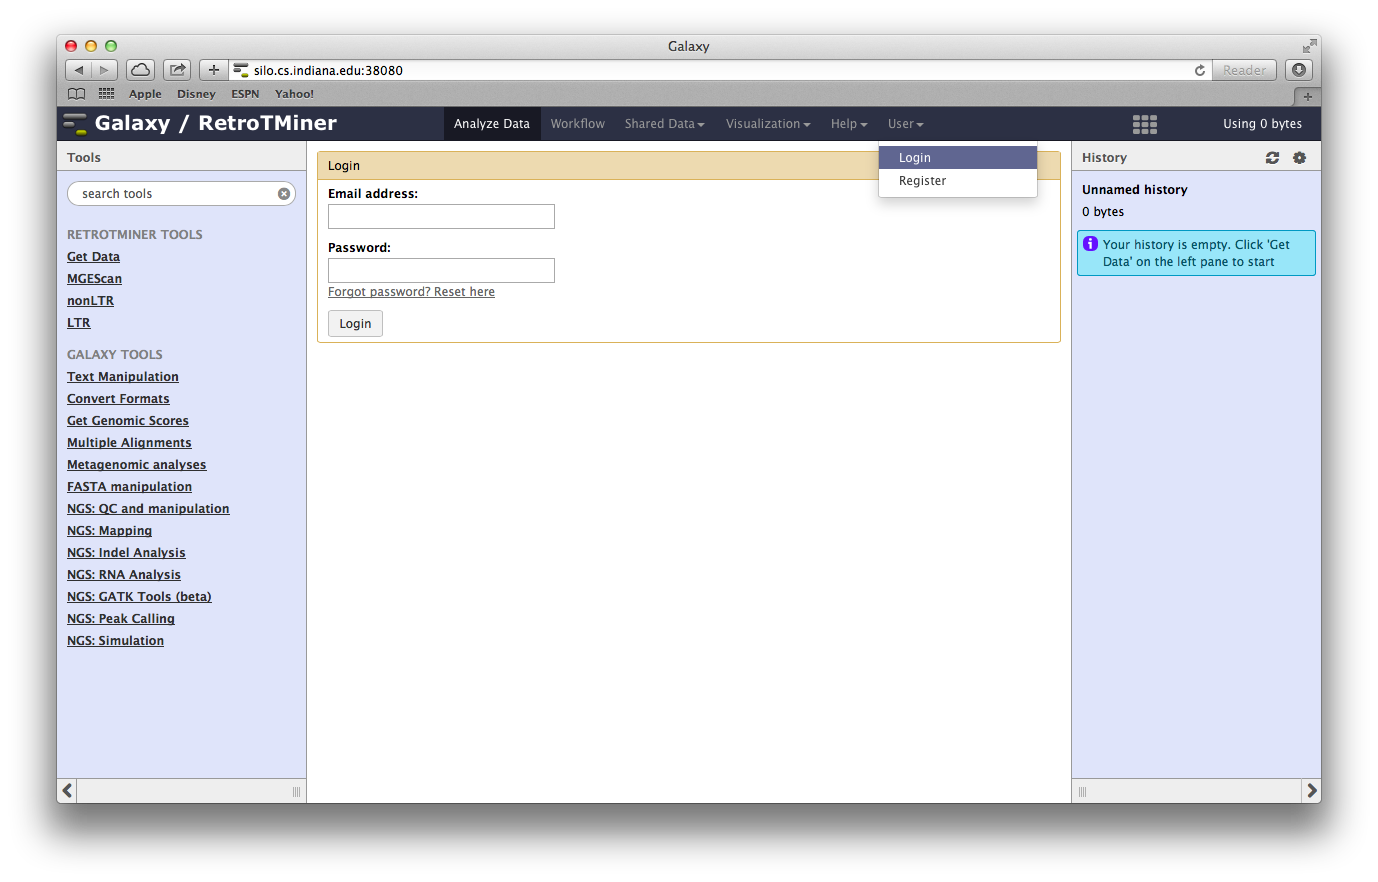 Galaxy
silo.cs.indiana.edu:38080
Reader
Apple Disney ESPN Yahoo!
Galaxy / RetroTMiner
Analyze Data Workflow Shared Data Visualization Help User
Using 0 bytes
Login
Register
Tools
search tools
RETROTMINER TOOLS
Get Data
MGEScan
nonLTR
LTR
GALAXY TOOLS
Text Manipulation
Convert Formats
Get Genomic Scores
Multiple Alignments
Metagenomic analyses
FASTA manipulation
NGS: QC and manipulation
NGS: Mapping
NGS: Indel Analysis
NGS: RNA Analysis
NGS: GATK Tools (beta)
NGS: Peak Calling
NGS: Simulation
Login
Email address:
Password:
Forgot password? Reset here
Login
History
Unnamed history
0 bytes
Your history is empty. Click 'Get
Data' on the left pane to start